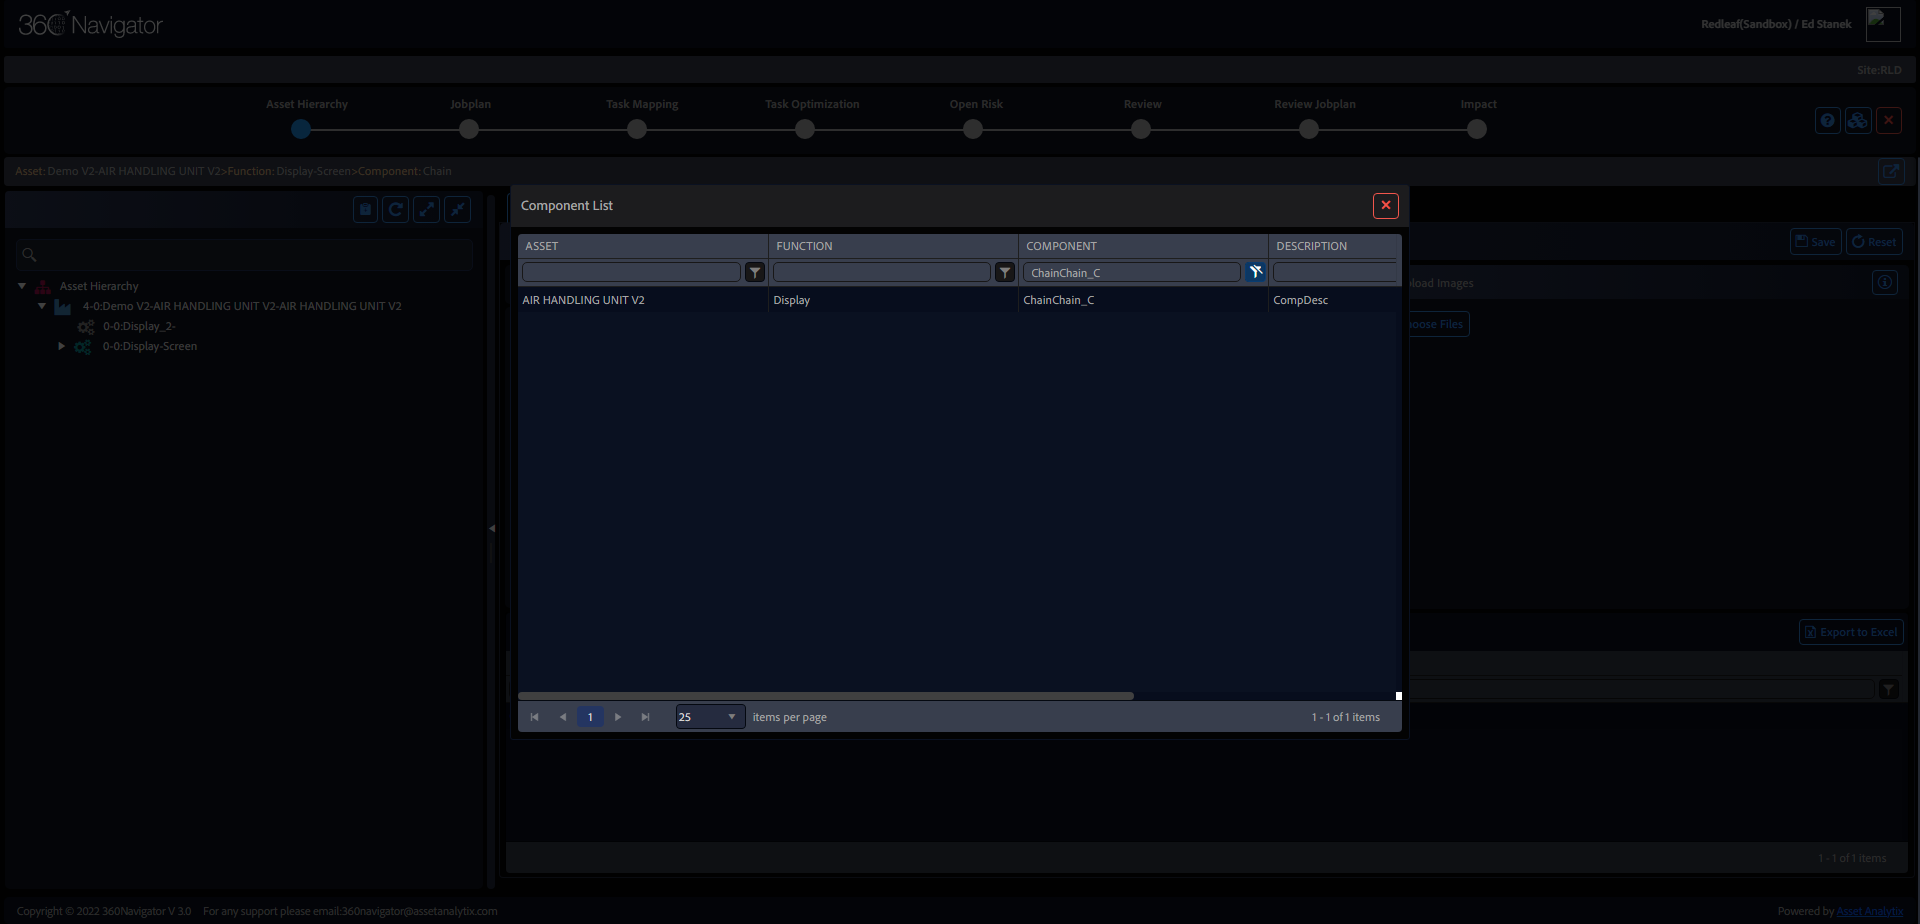 360 Navigator
Redleaf(Sandbox) / Ed Stanek
Site:RLD
Asset Hierarchy
Jobplan
Task Mapping
Task Optimization
Open Risk
Review
Review Jobplan
Impact
Asset: Demo V2-AIR HANDLING UNIT V2>Function: Display-Screen>Component: Chain
Component List
Save
Reset
ASSET
FUNCTION
COMPONENT
DESCRIPTION
ChainChain_C
AIR HANDLING UNIT V2
Display
ChainChain_C
CompDesc
load Images
oose Files
Asset Hierarchy
4-0:Demo V2-AIR HANDLING UNIT V2-AIR HANDLING UNIT V2
0-0:Display_2-
0-0:Display-Screen
Export to Excel
1
25
items per page
1 - 1 of 1 items
1 - 1 of 1 items
Copyright © 2022 360Navigator V 3.0
For any support please email:360navigator@assetanalytix.com
Powered by Asset Analytix